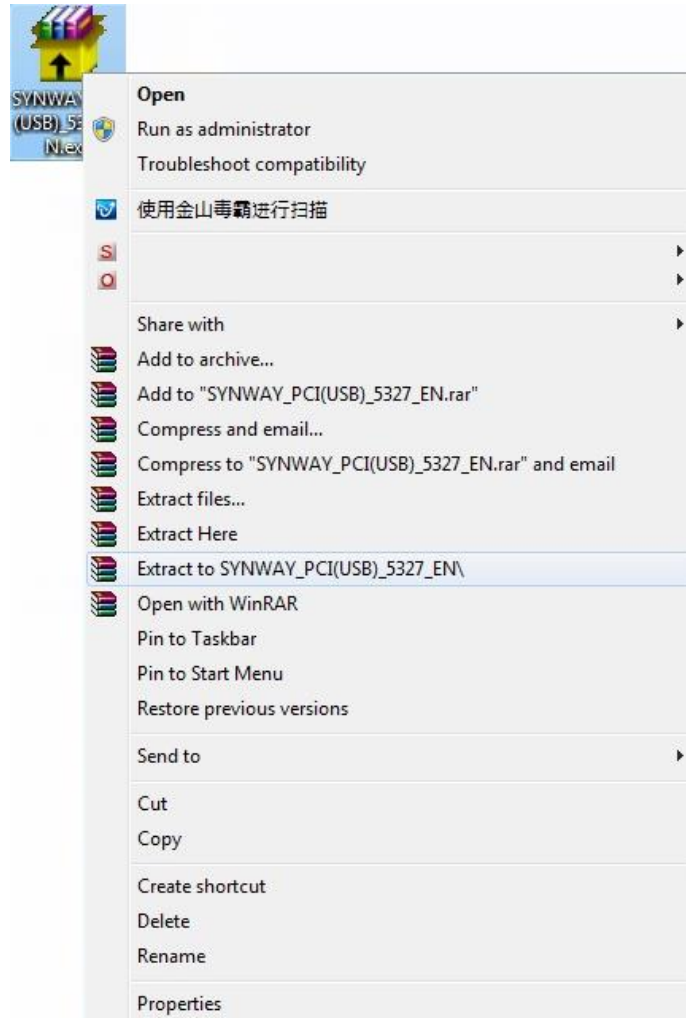 SYNWAY
(USB)_53
N.ex
Open
Run as administrator
Troubleshoot compatibility
使用金山毒霸进行扫描
S
O
Share with
Add to archive...
Add to "SYNWAY_PCI(USB)_5327_EN.rar"
Compress and email...
Compress to "SYNWAY_PCI(USB)_5327_EN.rar" and email
Extract files...
Extract Here
Extract to SYNWAY_PCI(USB)_5327_EN\
Open with WinRAR
Pin to Taskbar
Pin to Start Menu
Restore previous versions
Send to
Cut
Copy
Create shortcut
Delete
Rename
Properties